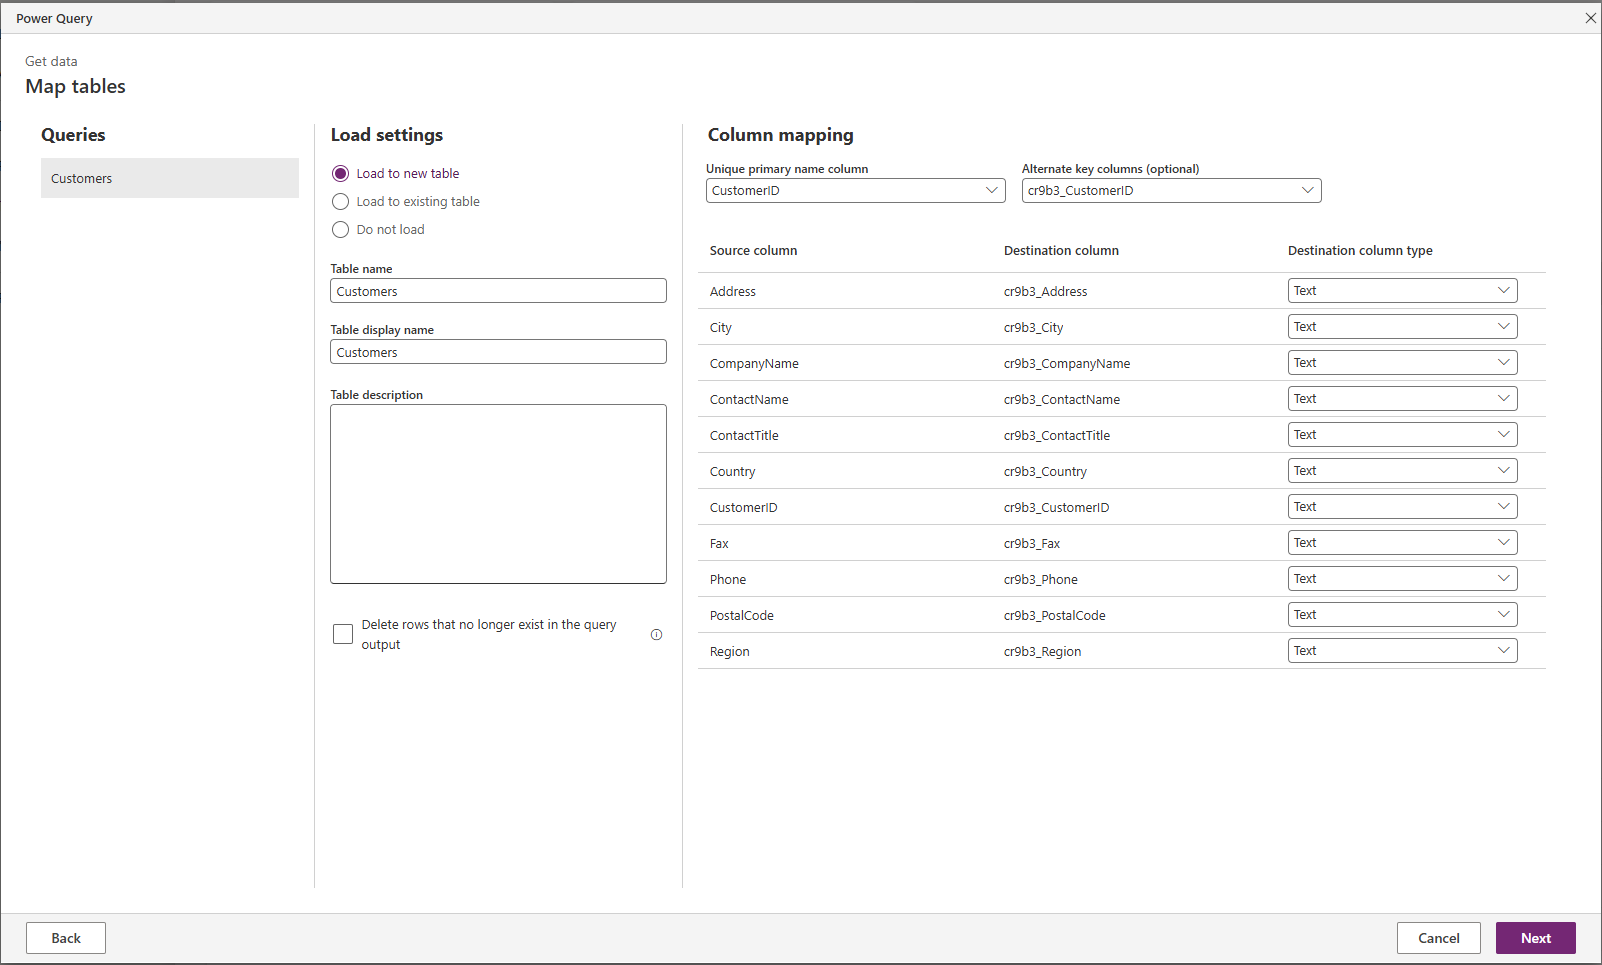 Power Query
Get data
Map tables
Queries
Customers
Load settings
Load to new table
Load to existing table
Do not load
Table name
Customers
Table display name
Customers
Table description
Delete rows that no longer exist in the query
output
Column mapping
Unique primary name column
CustomerID
Alternate key columns (optional)
cr9b3_CustomerID
Source column Destination column Destination column type
Address cr9b3_Address Text
City cr9b3_City Text
CompanyName cr9b3_CompanyName Text
ContactName cr9b3_ContactName Text
ContactTitle cr9b3_ContactTitle Text
Country cr9b3_Country Text
CustomerID cr9b3_CustomerID Text
Fax cr9b3_Fax Text
Phone cr9b3_Phone Text
PostalCode cr9b3_PostalCode Text
Region cr9b3_Region Text
Back Cancel Next